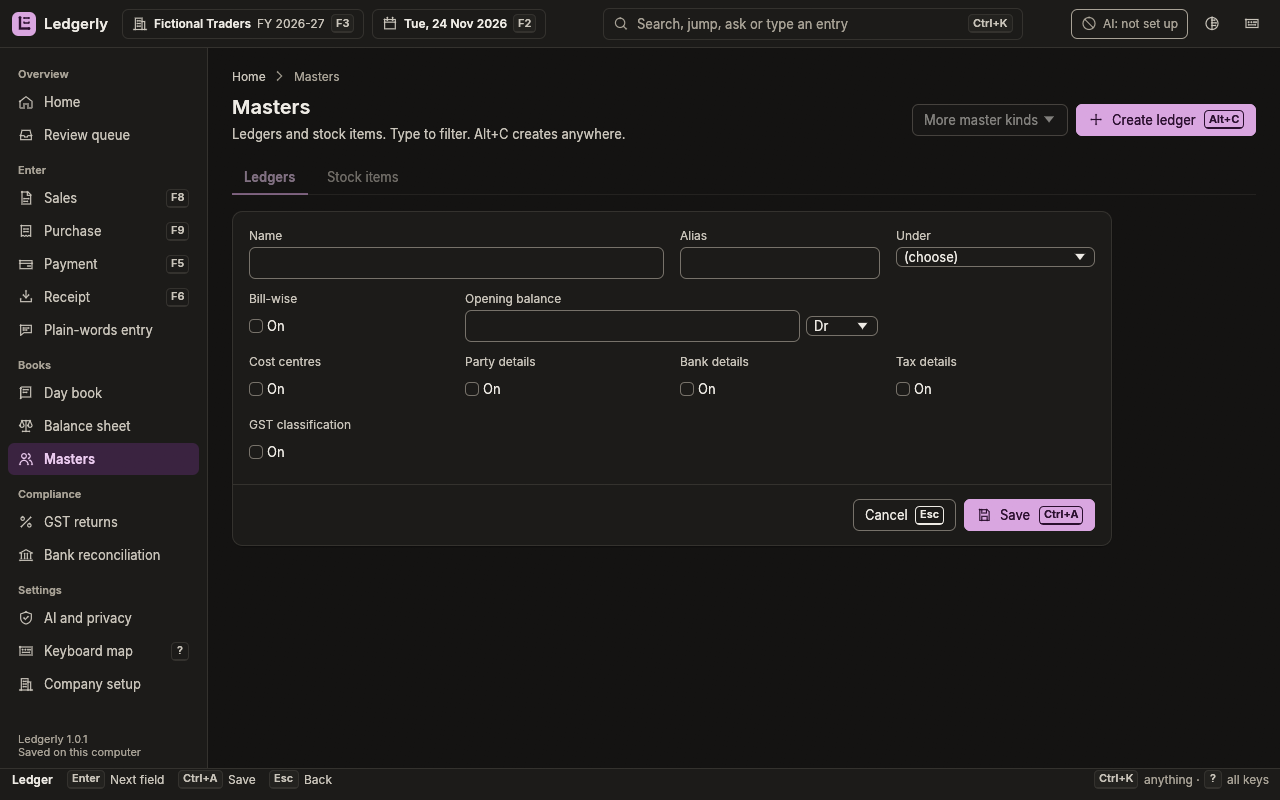 Ledgerly
Fictional Traders FY 2026-27 F3
Tue, 24 Nov 2026 F2
Search, jump, ask or type an entry Ctrl+K
AI: not set up
Overview
Home
Review queue
Enter
Sales F8
Purchase F9
Payment F5
Receipt F6
Plain-words entry
Books
Day book
Balance sheet
Masters
Compliance
GST returns
Bank reconciliation
Settings
AI and privacy
Keyboard map ?
Company setup
Ledgerly 1.0.1
Saved on this computer
Home Masters
Masters
Ledgers and stock items. Type to filter. Alt+C creates anywhere.
More master kinds
Create ledger Alt+C
Ledgers Stock items
Name Alias Under
(choose)
Bill-wise Opening balance
On Dr
Cost centres Party details Bank details Tax details
On On On On
GST classification
On
Cancel Esc Save Ctrl+A
Ledger Enter Next field Ctrl+A Save Esc Back
Ctrl+K anything · ? all keys